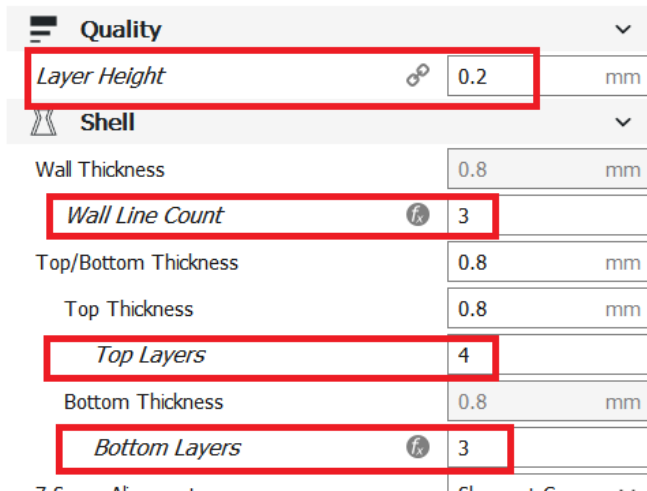 Quality
Layer Height 0.2 mm
Shell
Wall Thickness 0.8 mm
Wall Line Count fx 3
Top/Bottom Thickness 0.8 mm
Top Thickness 0.8 mm
Top Layers 4
Bottom Thickness 0.8 mm
Bottom Layers fx 3